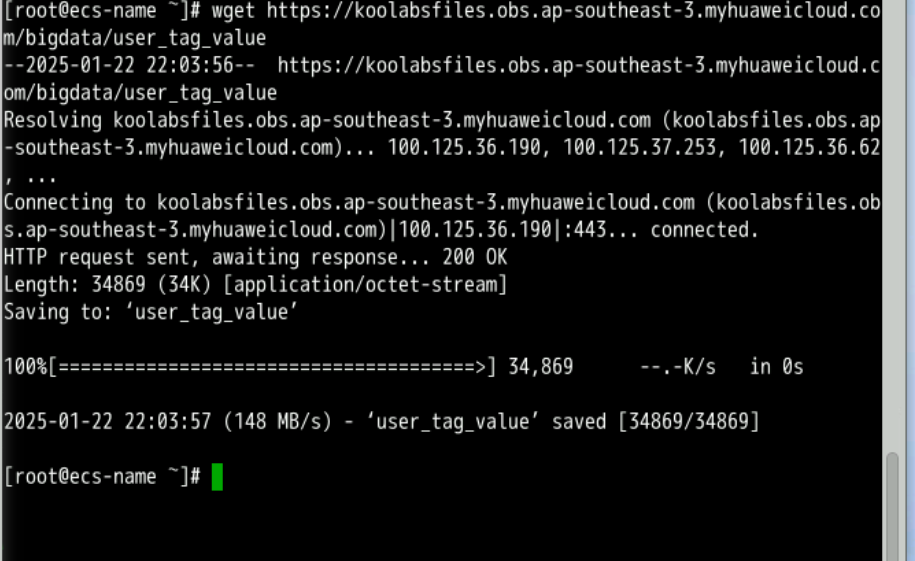 [root@ecs-name ~]# wget https://koolabsfiles.obs.ap-southeast-3.myhuaweicloud.co
m/bigdata/user_tag_value
--2025-01-22 22:03:56--  https://koolabsfiles.obs.ap-southeast-3.myhuaweicloud.c
om/bigdata/user_tag_value
Resolving koolabsfiles.obs.ap-southeast-3.myhuaweicloud.com (koolabsfiles.obs.ap
-southeast-3.myhuaweicloud.com)... 100.125.36.190, 100.125.37.253, 100.125.36.62
, ...
Connecting to koolabsfiles.obs.ap-southeast-3.myhuaweicloud.com (koolabsfiles.ob
s.ap-southeast-3.myhuaweicloud.com)|100.125.36.190|:443... connected.
HTTP request sent, awaiting response... 200 OK
Length: 34869 (34K) [application/octet-stream]
Saving to: ‘user_tag_value’
100%[======================================>] 34,869      --.-K/s   in 0s
2025-01-22 22:03:57 (148 MB/s) - ‘user_tag_value’ saved [34869/34869]
[root@ecs-name ~]#